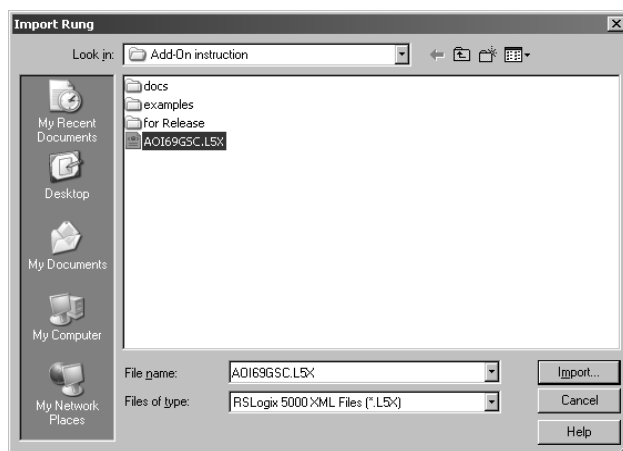 Import Rung
Look in:
Add-On instruction
My Recent
Documents
Desktop
My Documents
My Computer
My Network
Places
docs
examples
for Release
AOI69GSC.L5X
File name:
AOI69GSC.L5X
Import...
Files of type:
RSLogix 5000 XML Files (*.L5X)
Cancel
Help